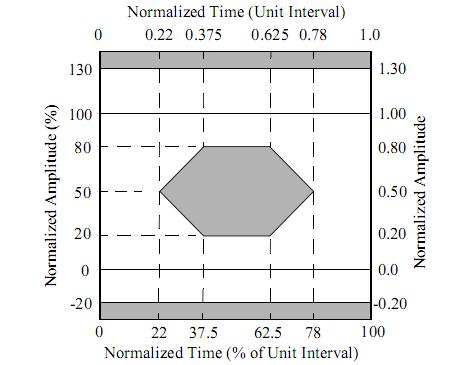 Normalized Time (Unit Interval)
0 0.22 0.375 0.625 0.78 1.0
130 1.30
100 1.00
80 0.80
50 0.50
20 0.20
0 0.0
-20 -0.20
Normalized Amplitude (%)
Normalized Amplitude
0 22 37.5 62.5 78 100
Normalized Time (% of Unit Interval)